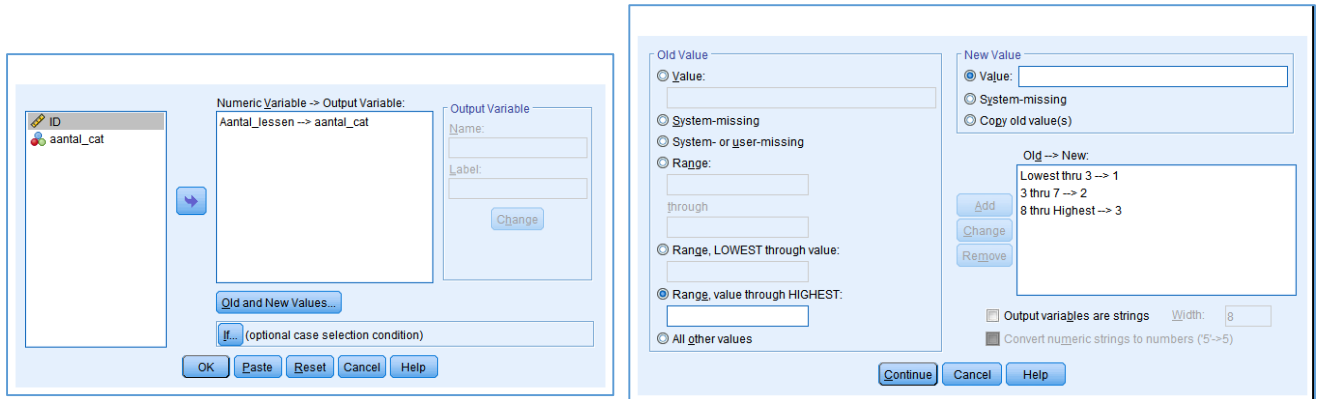 Numeric Variable -> Output Variable:
ID
aantal_cat
Aantal_lessen --> aantal_cat
Output Variable
Name:
Label:
Change
Old and New Values...
If... (optional case selection condition)
OK Paste Reset Cancel Help
Old Value
Value:
System-missing
System- or user-missing
Range:
through
Range, LOWEST through value:
Range, value through HIGHEST:
All other values
New Value
Value:
System-missing
Copy old value(s)
Old --> New:
Add
Change
Remove
Lowest thru 3 --> 1
3 thru 7 --> 2
8 thru Highest --> 3
Output variables are strings Width: 8
Convert numeric strings to numbers ('5'->5)
Continue Cancel Help